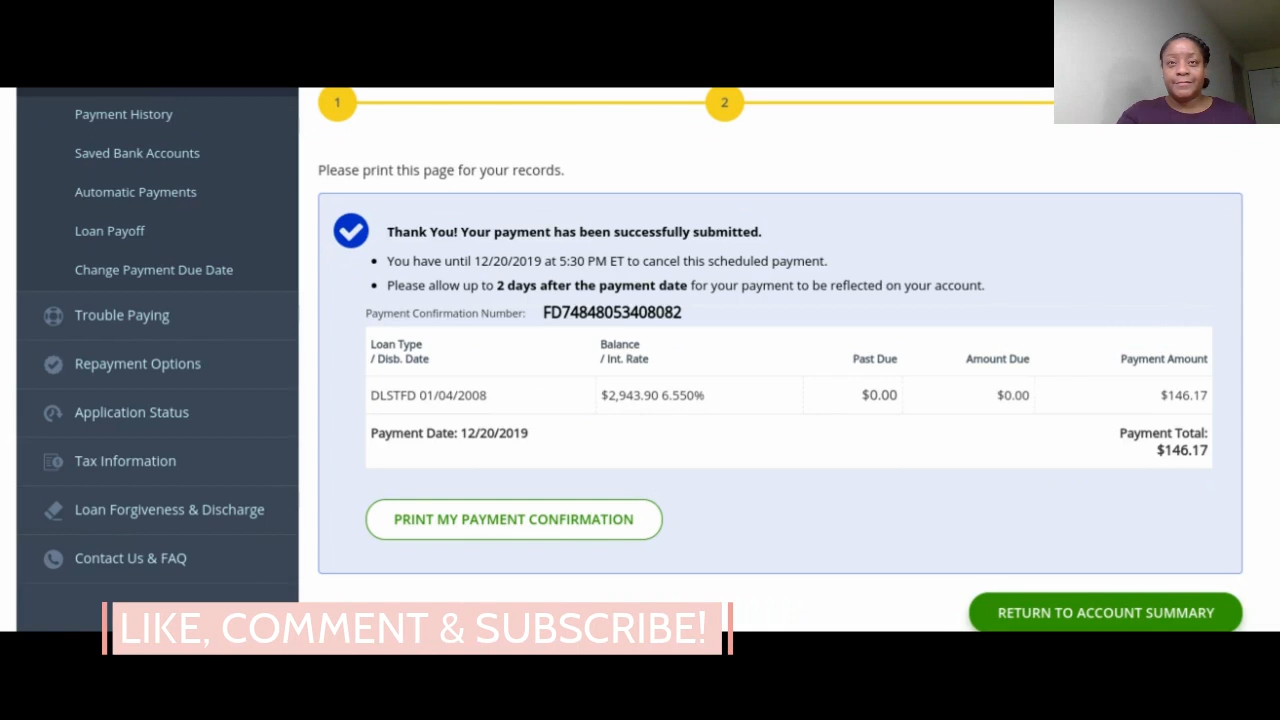 1
2
Payment History
Saved Bank Accounts
Automatic Payments
Loan Payoff
Change Payment Due Date
Trouble Paying
Repayment Options
Application Status
Tax Information
Loan Forgiveness & Discharge
Contact Us & FAQ
Please print this page for your records.
Thank You! Your payment has been successfully submitted.
• You have until 12/20/2019 at 5:30 PM ET to cancel this scheduled payment.
• Please allow up to 2 days after the payment date for your payment to be reflected on your account.
Payment Confirmation Number: FD74848053408082
Loan Type / Disb. Date Balance / Int. Rate Past Due Amount Due Payment Amount
DLSTFD 01/04/2008 $2,943.90 6.550% $0.00 $0.00 $146.17
Payment Date: 12/20/2019 Payment Total:
$146.17
PRINT MY PAYMENT CONFIRMATION
RETURN TO ACCOUNT SUMMARY
LIKE, COMMENT & SUBSCRIBE!